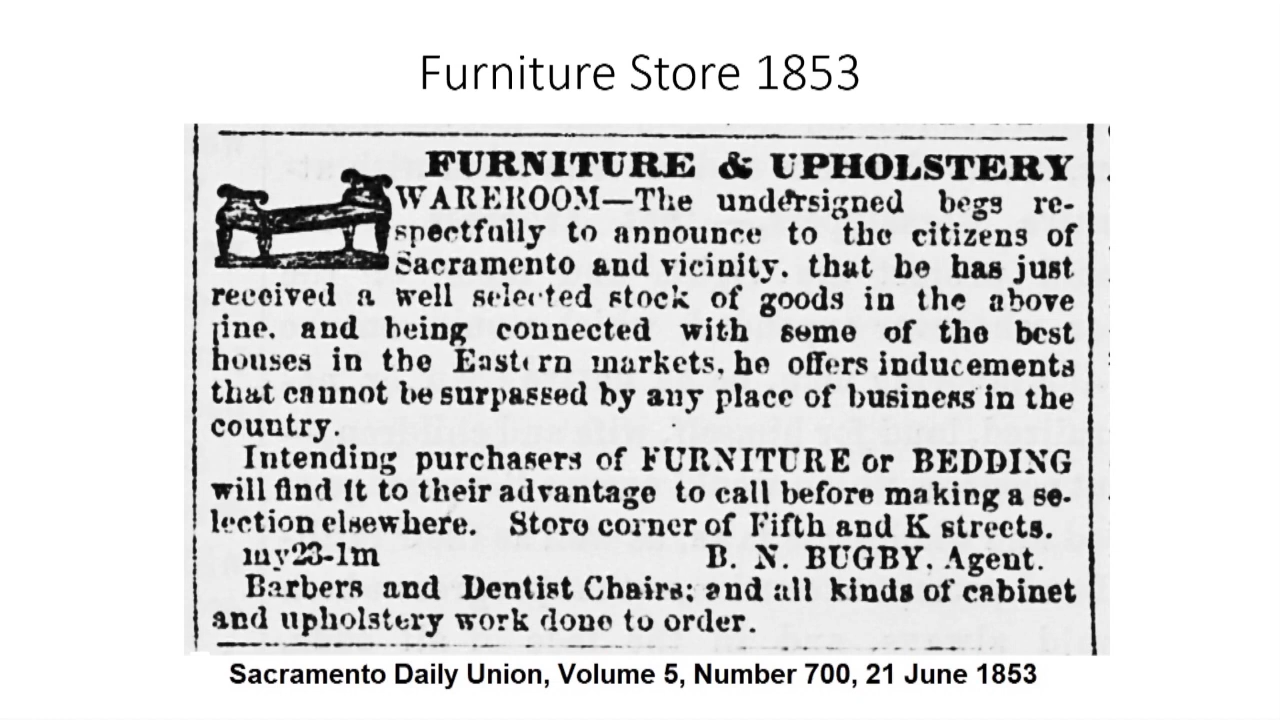 Furniture Store 1853
FURNITURE & UPHOLSTERY
WAREROOM—The undersigned begs re-
spectfully to announce to the citizens of
Sacramento and vicinity, that he has just
received a well selected stock of goods in the above
line, and being connected with some of the best
houses in the Eastern markets, he offers inducements
that cannot be surpassed by any place of business in the
country.
Intending purchasers of FURNITURE or BEDDING
will find it to their advantage to call before making a se-
lection elsewhere. Store corner of Fifth and K streets.
my23-1m B. N. BUGBY, Agent.
Barbers and Dentist Chairs; and all kinds of cabinet
and upholstery work done to order.
Sacramento Daily Union, Volume 5, Number 700, 21 June 1853